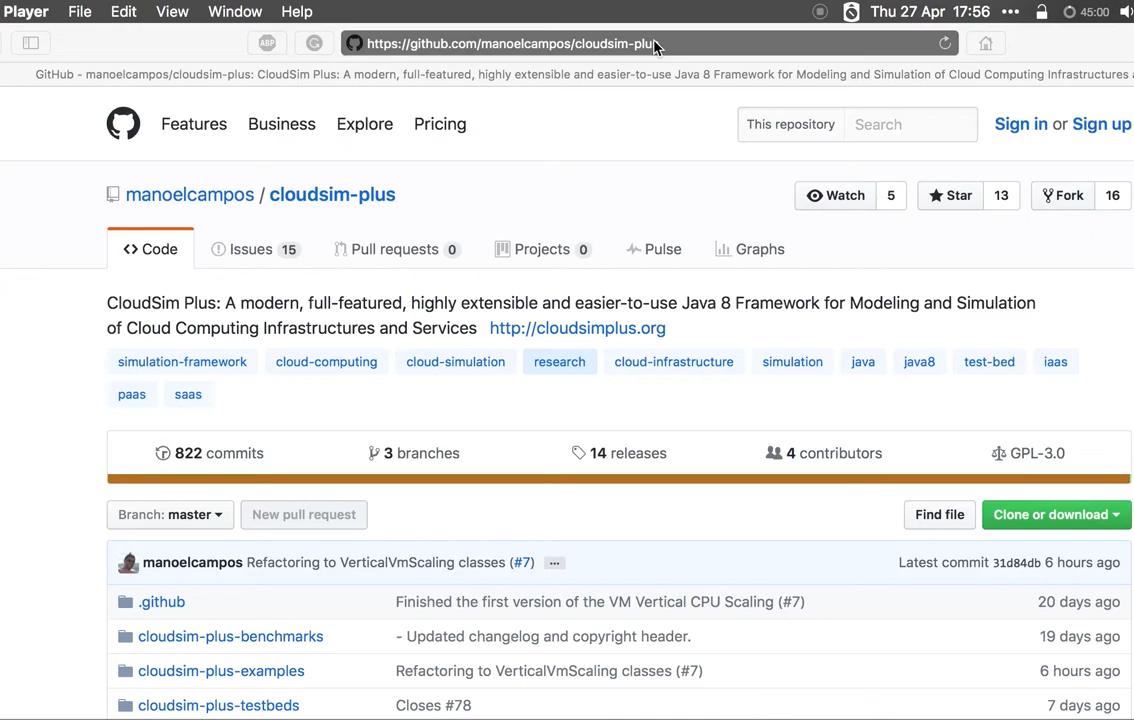 Player File Edit View Window Help Thu 27 Apr 17:56 ••• 45:00
ABP https://github.com/manoelcampos/cloudsim-plus
GitHub - manoelcampos/cloudsim-plus: CloudSim Plus: A modern, full-featured, highly extensible and easier-to-use Java 8 Framework for Modeling and Simulation of Cloud Computing Infrastructures a
Features Business Explore Pricing This repository Search Sign in or Sign up
manoelcampos / cloudsim-plus Watch 5 Star 13 Fork 16
<> Code Issues 15 Pull requests 0 Projects 0 Pulse Graphs
CloudSim Plus: A modern, full-featured, highly extensible and easier-to-use Java 8 Framework for Modeling and Simulation
of Cloud Computing Infrastructures and Services http://cloudsimplus.org
simulation-framework cloud-computing cloud-simulation research cloud-infrastructure simulation java java8 test-bed iaas
paas saas
822 commits 3 branches 14 releases 4 contributors GPL-3.0
Branch: master New pull request Find file Clone or download
manoelcampos Refactoring to VerticalVmScaling classes (#7) ... Latest commit 31d84db 6 hours ago
.github Finished the first version of the VM Vertical CPU Scaling (#7) 20 days ago
cloudsim-plus-benchmarks - Updated changelog and copyright header. 19 days ago
cloudsim-plus-examples Refactoring to VerticalVmScaling classes (#7) 6 hours ago
cloudsim-plus-testbeds Closes #78 7 days ago